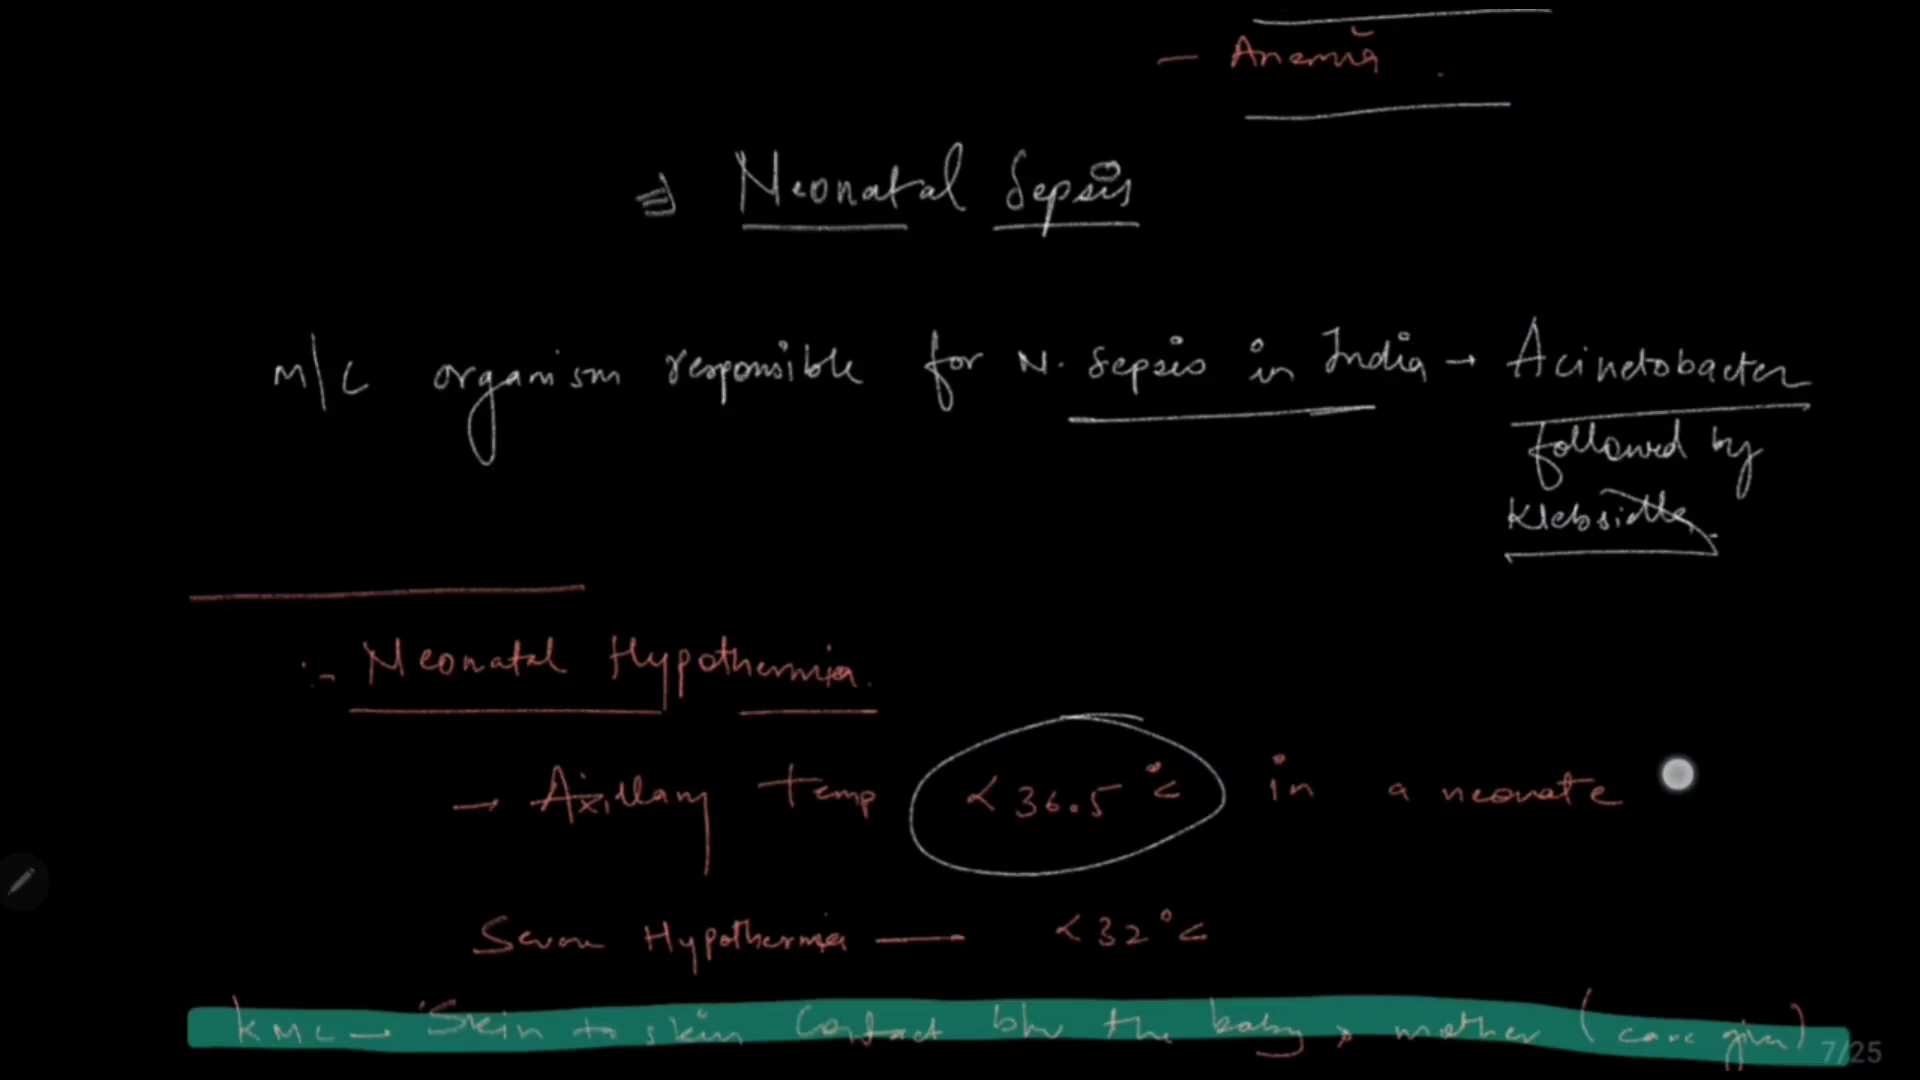 - Anemia
⇒ Neonatal Sepsis
M/C organism responsible for N. Sepsis in India → Acinetobacter
followed by
Klebsiella
:- Neonatal Hypothermia.
→ Axillary Temp < 36.5 °C in a neonate
Severe Hypothermia — < 32°C
KMC → Skin to skin Contact b/w the baby & mother (care giver)
7/25